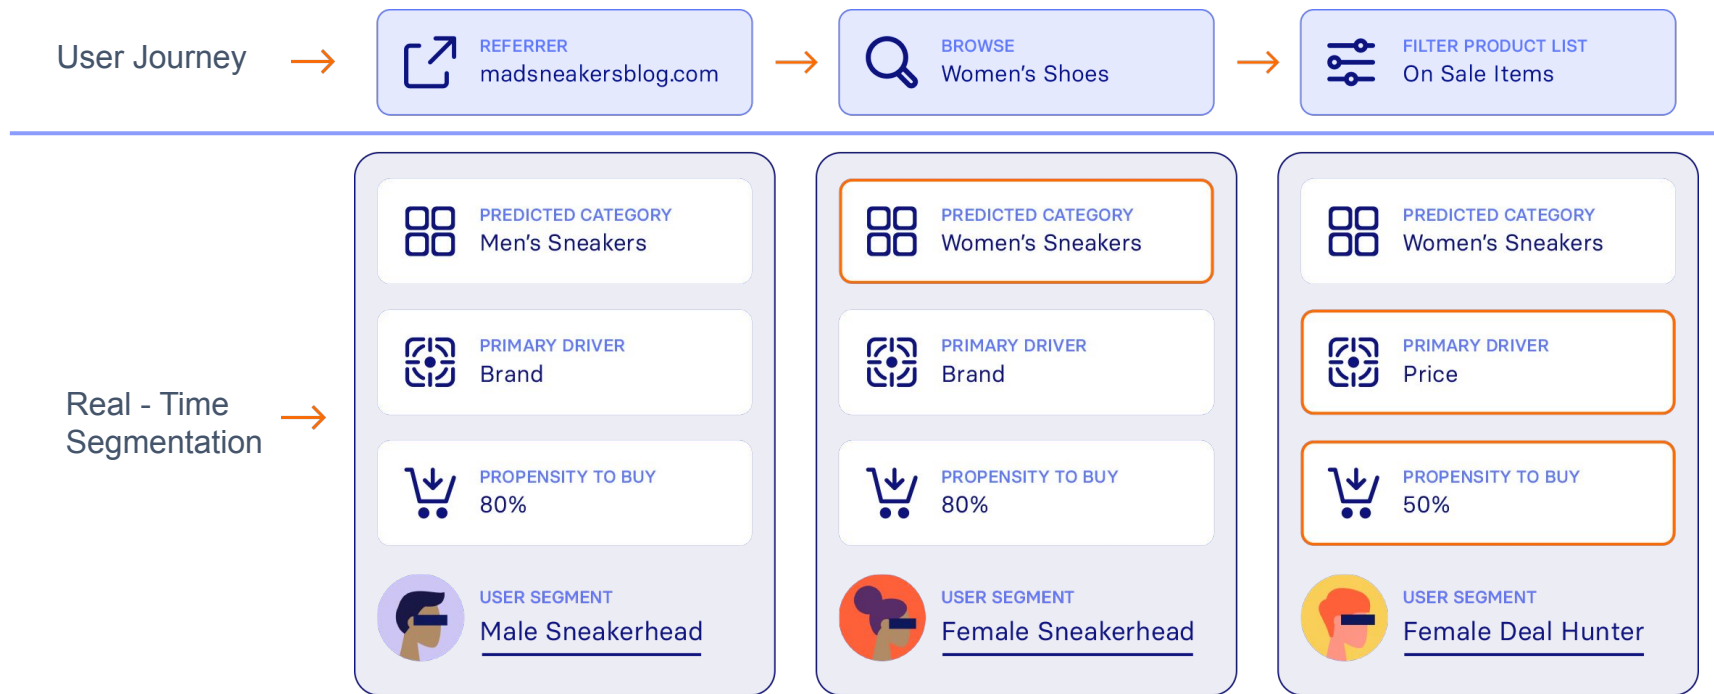 User Journey
REFERRER
madsneakersblog.com
BROWSE
Women's Shoes
FILTER PRODUCT LIST
On Sale Items
Real - Time
Segmentation
PREDICTED CATEGORY
Men's Sneakers
PRIMARY DRIVER
Brand
PROPENSITY TO BUY
80%
USER SEGMENT
Male Sneakerhead
PREDICTED CATEGORY
Women's Sneakers
PRIMARY DRIVER
Brand
PROPENSITY TO BUY
80%
USER SEGMENT
Female Sneakerhead
PREDICTED CATEGORY
Women's Sneakers
PRIMARY DRIVER
Price
PROPENSITY TO BUY
50%
USER SEGMENT
Female Deal Hunter